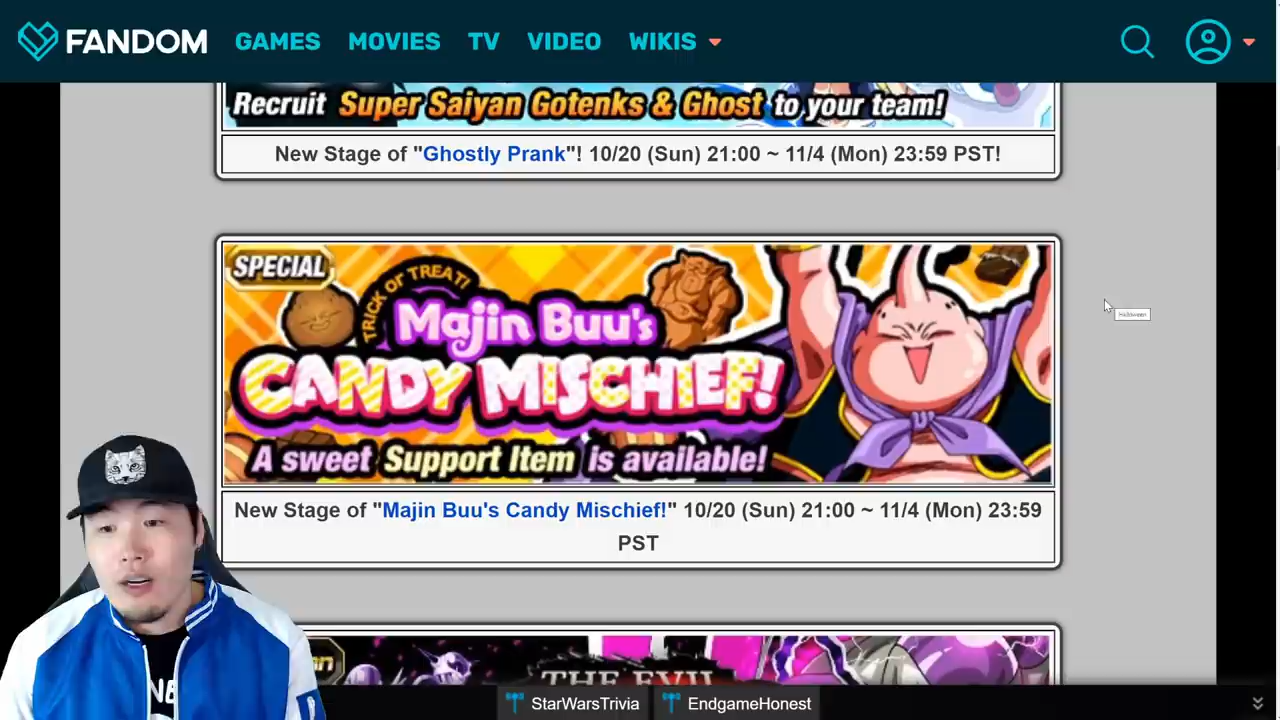 FANDOM GAMES MOVIES TV VIDEO WIKIS
Recruit Super Saiyan Gotenks & Ghost to your team!
New Stage of "Ghostly Prank"! 10/20 (Sun) 21:00 ~ 11/4 (Mon) 23:59 PST!
SPECIAL
TRICK or TREAT!
Majin Buu's
CANDY MISCHIEF!
A sweet Support Item is available!
Halloween
New Stage of "Majin Buu's Candy Mischief!" 10/20 (Sun) 21:00 ~ 11/4 (Mon) 23:59
PST
THE EVIL
StarWarsTrivia EndgameHonest